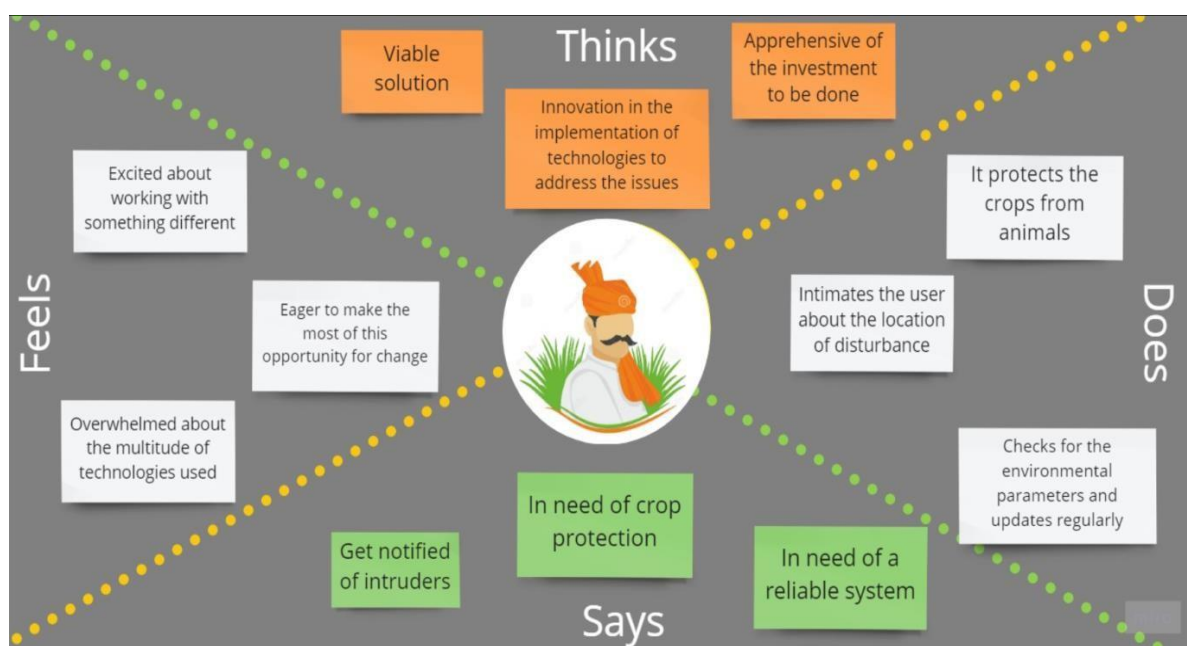 Thinks
Viable
solution
Innovation in the
implementation of
technologies to
address the issues
Apprehensive of
the investment
to be done
Feels
Excited about
working with
something different
Eager to make the
most of this
opportunity for change
Overwhelmed about
the multitude of
technologies used
Does
It protects the
crops from
animals
Intimates the user
about the location
of disturbance
Checks for the
environmental
parameters and
updates regularly
Says
Get notified
of intruders
In need of crop
protection
In need of a
reliable system